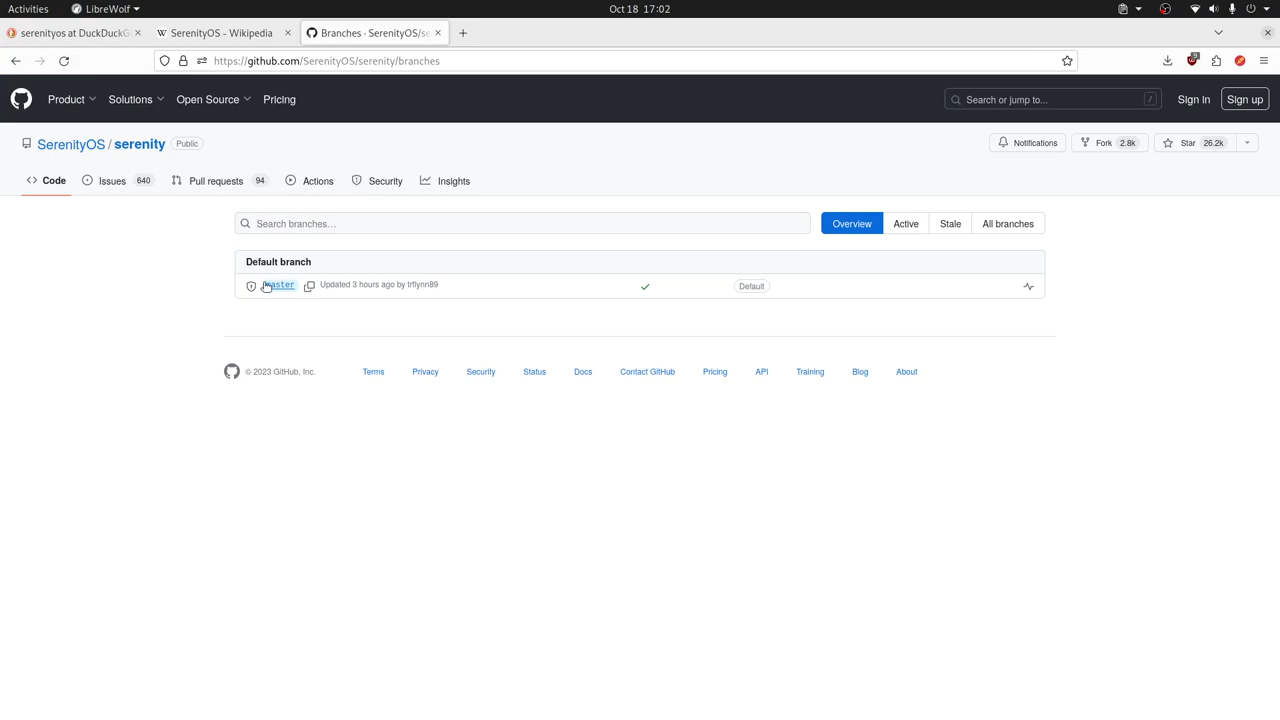 Activities LibreWolf Oct 18 17:02
serenityos at DuckDuckG SerenityOS - Wikipedia Branches · SerenityOS/se
https://github.com/SerenityOS/serenity/branches 9
Product Solutions Open Source Pricing Search or jump to... / Sign in Sign up
SerenityOS / serenity Public Notifications Fork 2.8k Star 26.2k
Code Issues 640 Pull requests 94 Actions Security Insights
Search branches... Overview Active Stale All branches
Default branch
master Updated 3 hours ago by trflynn89 Default
© 2023 GitHub, Inc. Terms Privacy Security Status Docs Contact GitHub Pricing API Training Blog About